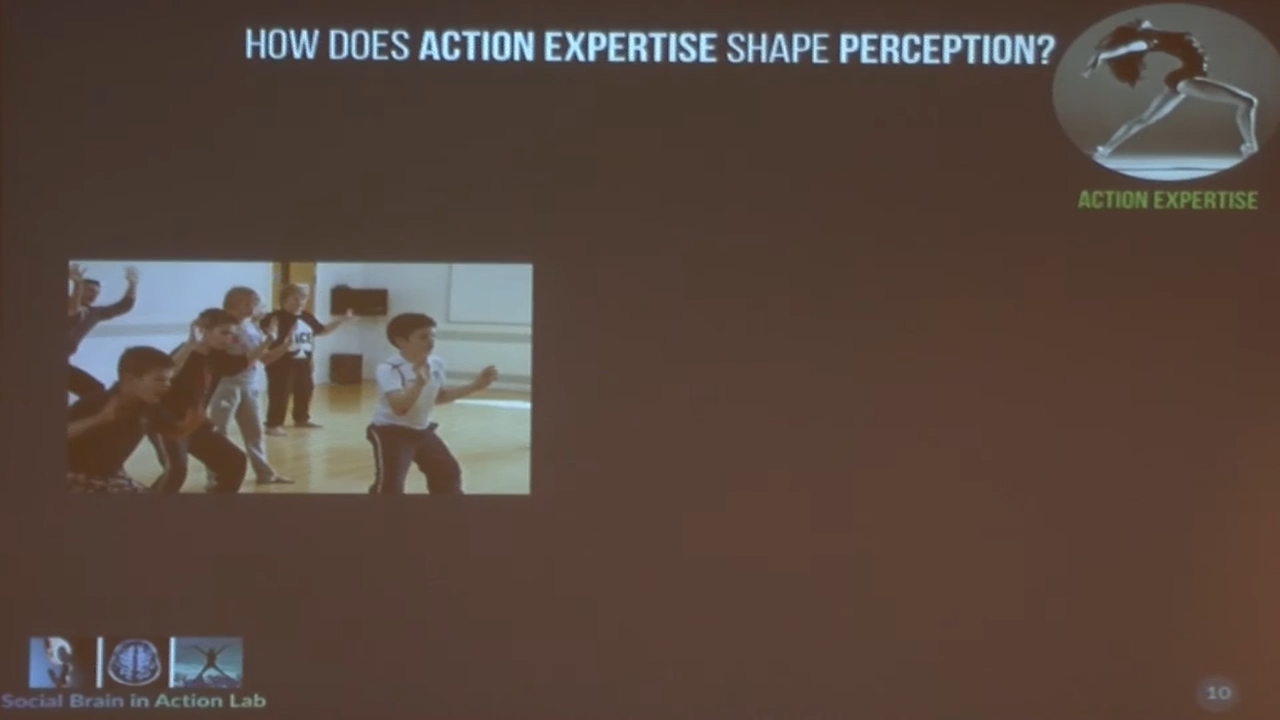 HOW DOES ACTION EXPERTISE SHAPE PERCEPTION?
ACTION EXPERTISE
Social Brain in Action Lab
10